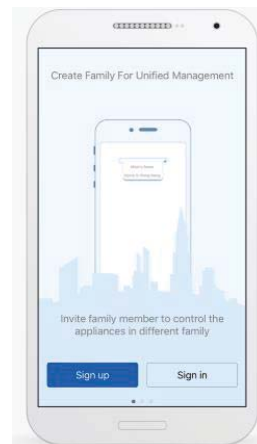 Create Family For Unified Management
Invite family member to control the
appliances in different family
Sign up
Sign in